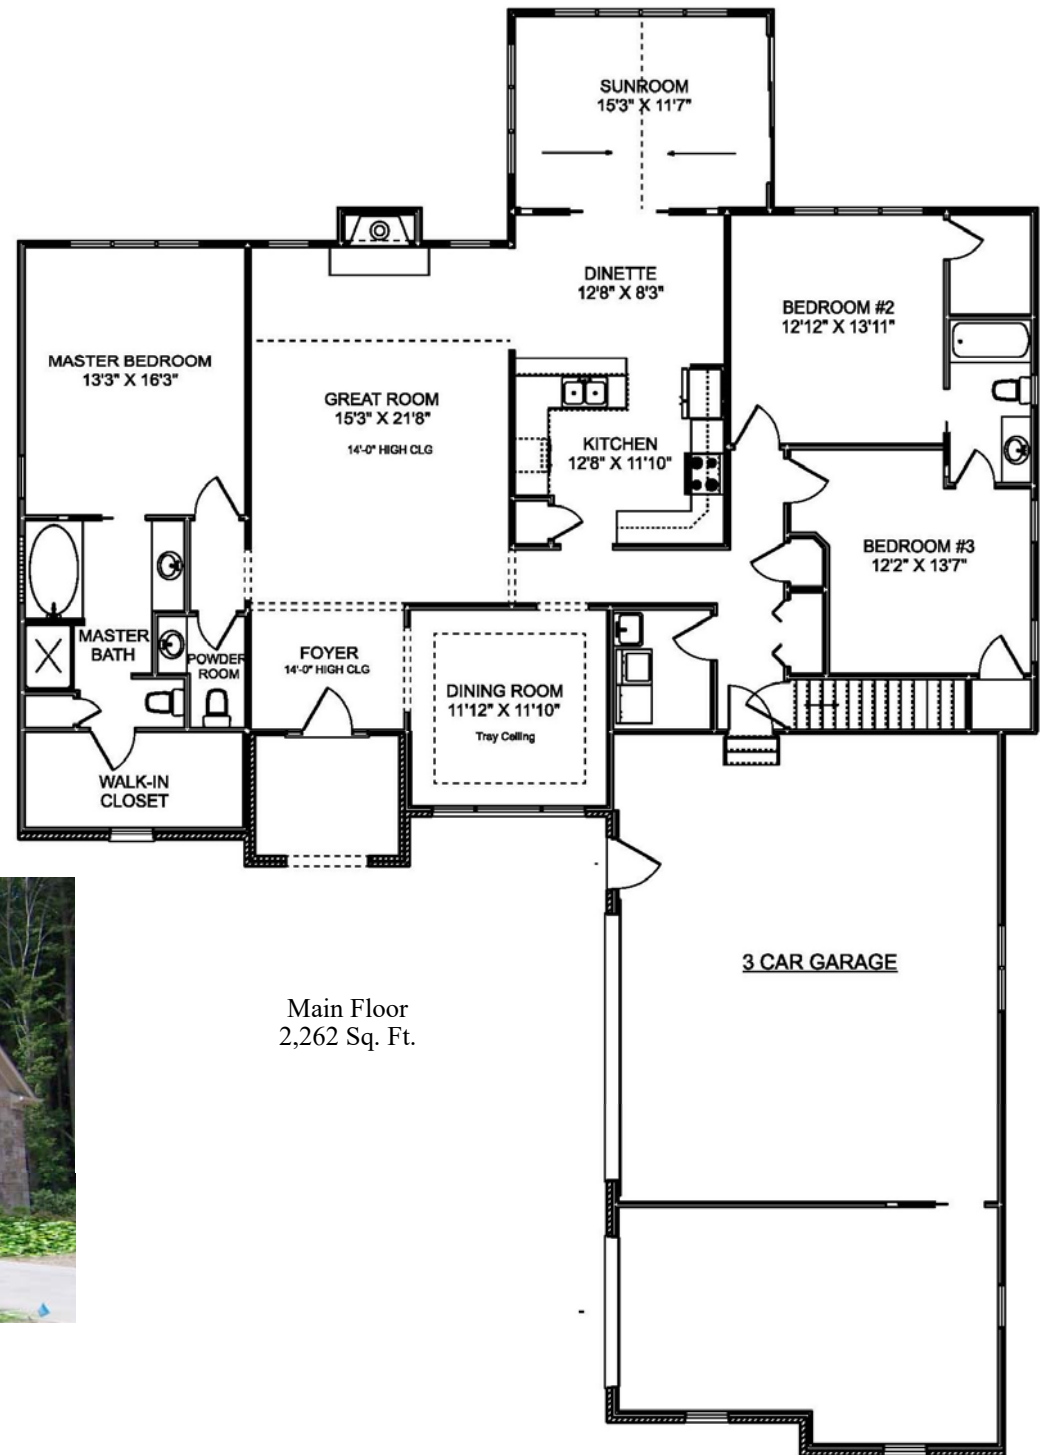 SUNROOM
15'3" X 11'7"
DINETTE
12'8" X 8'3"
BEDROOM #2
12'12" X 13'11"
MASTER BEDROOM
13'3" X 16'3"
GREAT ROOM
15'3" X 21'8"
14'-0" HIGH CLG
KITCHEN
12'8" X 11'10"
BEDROOM #3
12'2" X 13'7"
MASTER
BATH
POWDER
ROOM
FOYER
14'-0" HIGH CLG
DINING ROOM
11'12" X 11'10"
Tray Ceiling
WALK-IN
CLOSET
3 CAR GARAGE
Main Floor
2,262 Sq. Ft.